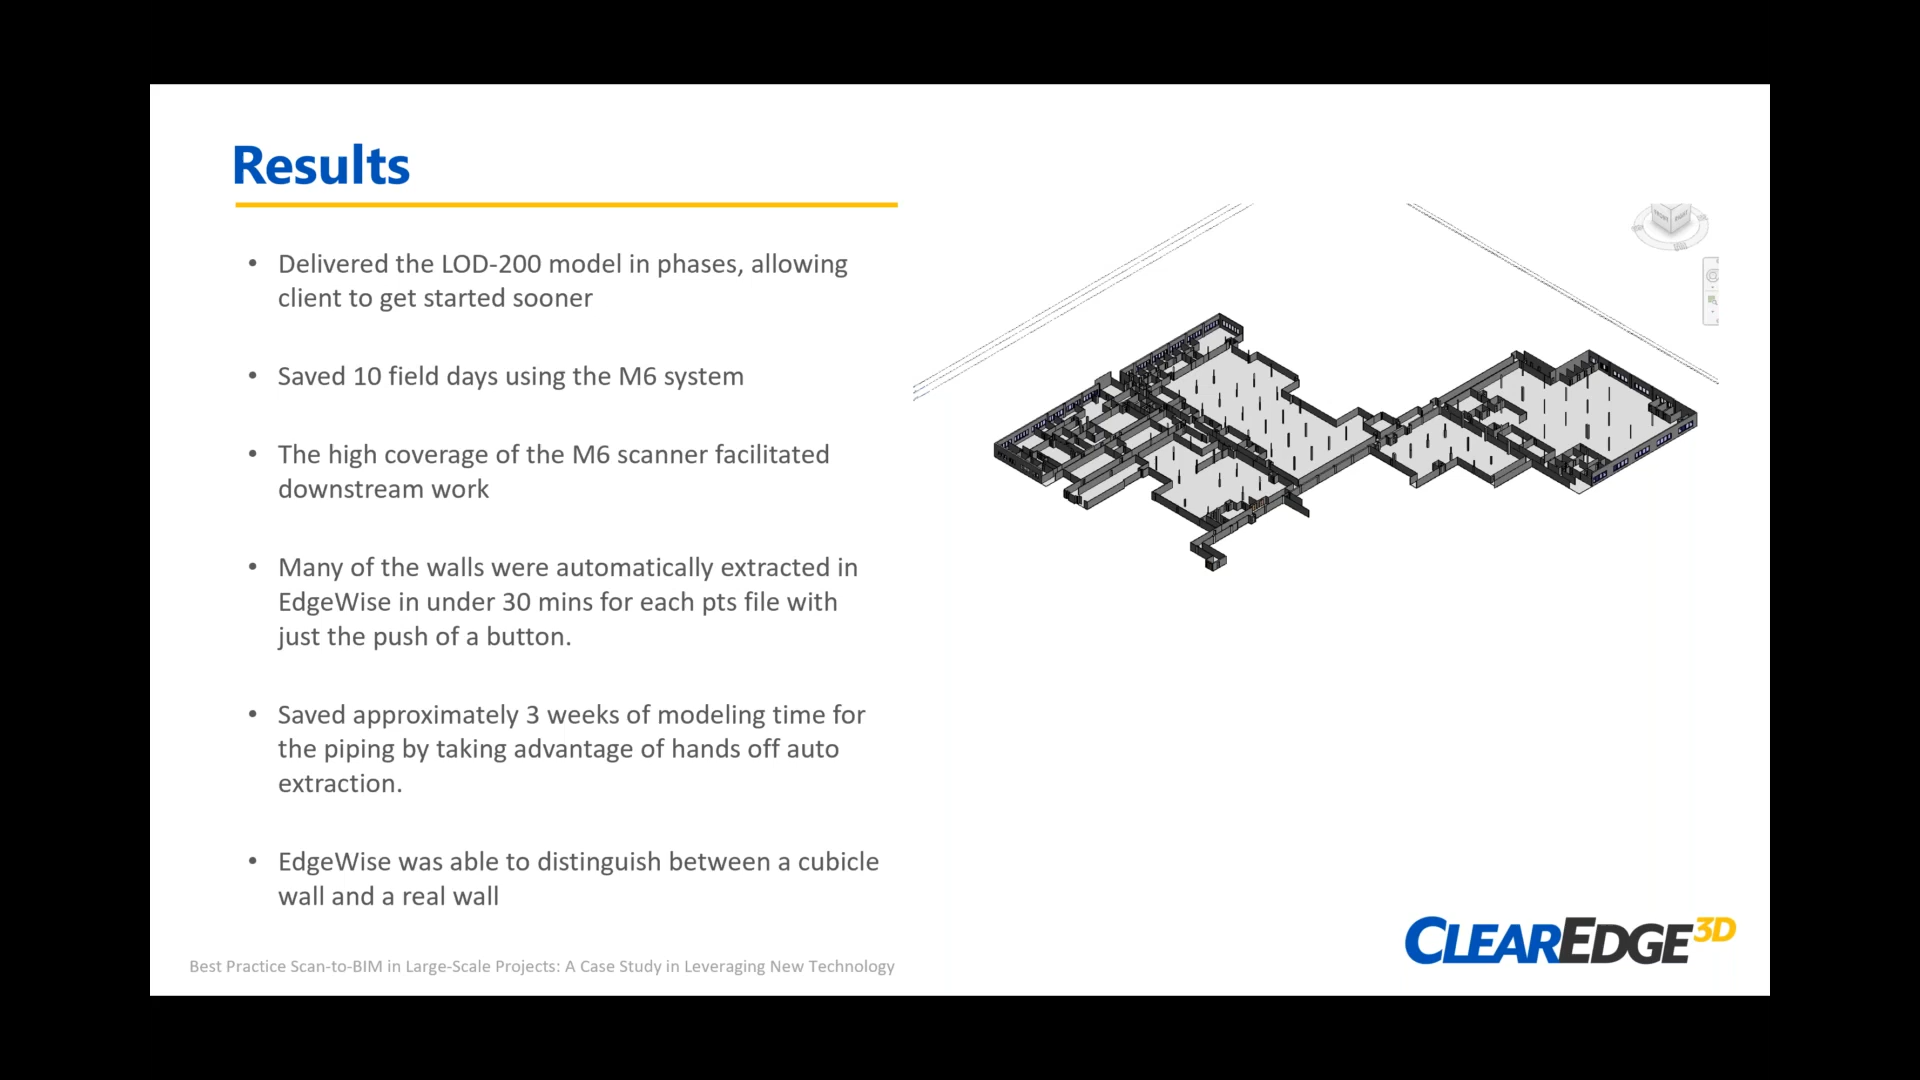 Results
• Delivered the LOD-200 model in phases, allowing
client to get started sooner
• Saved 10 field days using the M6 system
• The high coverage of the M6 scanner facilitated
downstream work
• Many of the walls were automatically extracted in
EdgeWise in under 30 mins for each pts file with
just the push of a button.
• Saved approximately 3 weeks of modeling time for
the piping by taking advantage of hands off auto
extraction.
• EdgeWise was able to distinguish between a cubicle
wall and a real wall
Best Practice Scan-to-BIM in Large-Scale Projects: A Case Study in Leveraging New Technology
CLEAREDGE3D